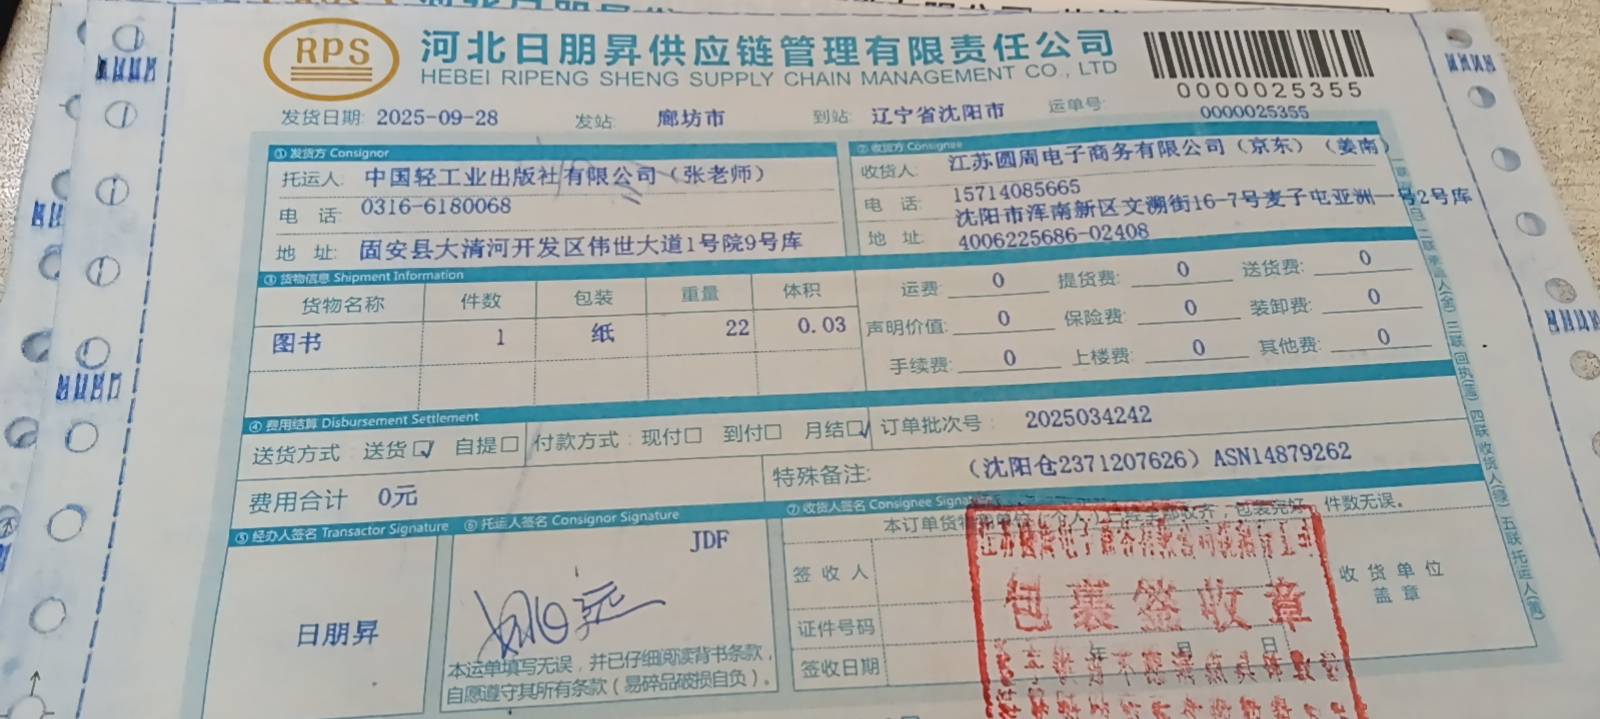 RPS
河北日朋昇供应链管理有限责任公司
HEBEI RIPENG SHENG SUPPLY CHAIN MANAGEMENT CO., LTD
0000025355
发货日期: 2025-09-28 发站: 廊坊市 到站: 辽宁省沈阳市 运单号: 0000025355
① 发货方 Consignor
托运人: 中国轻工业出版社有限公司（张老师）
电 话: 0316-6180068
地 址: 固安县大清河开发区伟世大道1号院9号库
② 收货方 Consignee
收货人: 江苏圆周电子商务有限公司（京东）（姜南）
电 话: 15714085665
地 址: 沈阳市浑南新区文溯街16-7号麦子屯亚洲一号2号库
4006225686-02408
③ 货物信息 Shipment Information
货物名称 件数 包装 重量 体积
图书 1 纸 22 0.03
运费: 0 提货费: 0 送货费: 0
声明价值: 0 保险费: 0 装卸费: 0
手续费: 0 上楼费: 0 其他费: 0
④ 费用结算 Disbursement Settlement
送货方式: 送货☑ 自提☐ 付款方式: 现付☐ 到付☐ 月结☑ 订单批次号: 2025034242
费用合计 0元
特殊备注: （沈阳仓2371207626）ASN14879262
⑤ 经办人签名 Transactor Signature
日朋昇
⑥ 托运人签名 Consignor Signature
JDF
本运单填写无误，并已仔细阅读背书条款，
自愿遵守其所有条款（易碎品破损自负）。
⑦ 收货人签名 Consignee
本订单货 收齐，包装完好，件数无误。
签 收 人
证件号码
签收日期 年 月 日
收 货 单 位
盖 章
包裹签收章